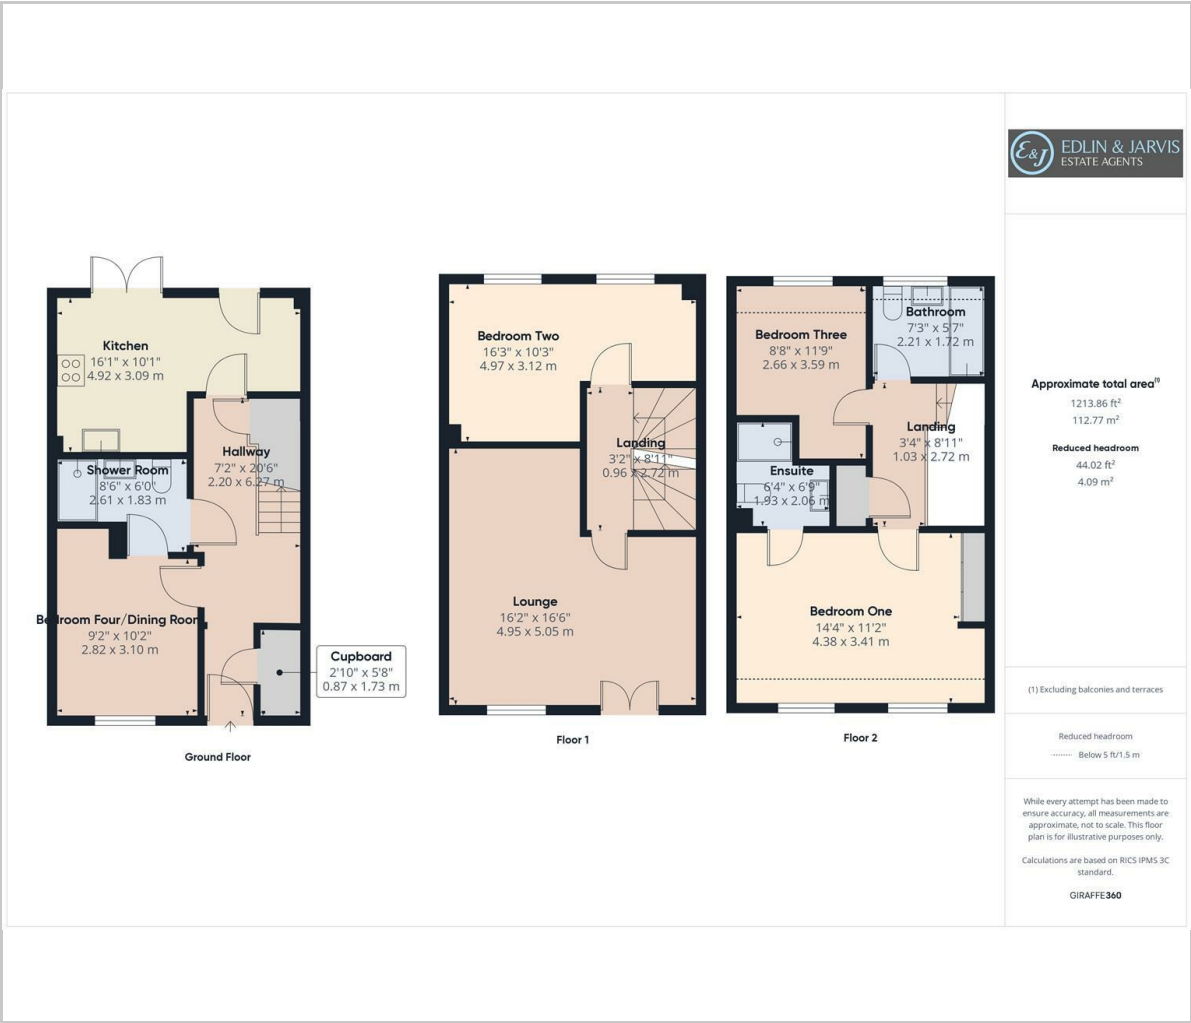 E&J
EDLIN & JARVIS
ESTATE AGENTS
Kitchen
16'1" x 10'1"
4.92 x 3.09 m
Shower Room
8'6" x 6'0"
2.61 x 1.83 m
Hallway
7'2" x 20'6"
2.20 x 6.27 m
Bedroom Four/Dining Room
9'2" x 10'2"
2.82 x 3.10 m
Cupboard
2'10" x 5'8"
0.87 x 1.73 m
Ground Floor
Bedroom Two
16'3" x 10'3"
4.97 x 3.12 m
Landing
3'2" x 8'11"
0.96 x 2.72 m
Lounge
16'2" x 16'6"
4.95 x 5.05 m
Floor 1
Bedroom Three
8'8" x 11'9"
2.66 x 3.59 m
Bathroom
7'3" x 5'7"
2.21 x 1.72 m
Landing
3'4" x 8'11"
1.03 x 2.72 m
Ensuite
6'4" x 6'9"
1.93 x 2.06 m
Bedroom One
14'4" x 11'2"
4.38 x 3.41 m
Floor 2
Approximate total area(1)
1213.86 ft²
112.77 m²
Reduced headroom
44.02 ft²
4.09 m²
(1) Excluding balconies and terraces
Reduced headroom
Below 5 ft/1.5 m
While every attempt has been made to
ensure accuracy, all measurements are
approximate, not to scale. This floor
plan is for illustrative purposes only.
Calculations are based on RICS IPMS 3C
standard.
GIRAFFE360